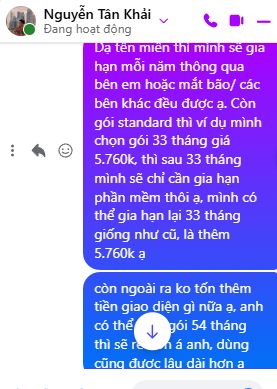 Nguyễn Tân Khải
Đang hoạt động
Dạ tên miền thì mình sẽ gia
hạn mỗi năm thông qua
bên em hoặc mắt bão/ các
bên khác đều được ạ. Còn
gói standard thì ví dụ mình
chọn gói 33 tháng giá
5.760k, thì sau 33 tháng
mình sẽ chỉ cần gia hạn
phần mềm thôi ạ, mình có
thể gia hạn lại 33 tháng
giống như cũ, là thêm
5.760k ạ
còn ngoài ra ko tốn thêm
tiền giao diện gì nữa ạ, anh
có thể gói 54 tháng
thì sẽ á anh, dùng
cũng được lâu dài hơn ạ